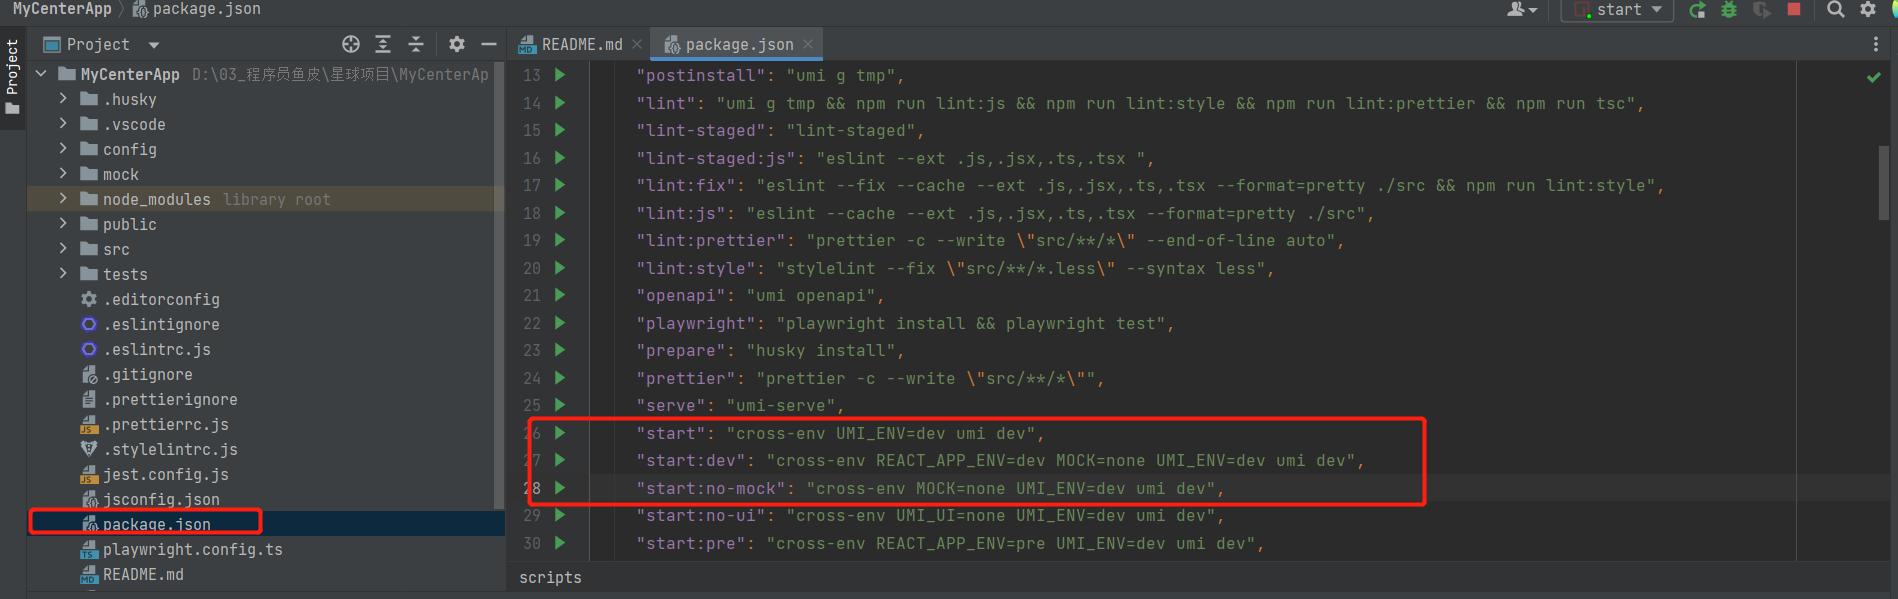 MyCenterApp
package.json
start
Project
Project
README.md
package.json
MyCenterApp D:\03_程序员鱼皮\星球项目\MyCenterAp
.husky
.vscode
config
mock
node_modules library root
public
src
tests
.editorconfig
.eslintignore
.eslintrc.js
.gitignore
.prettierignore
.prettierrc.js
.stylelintrc.js
jest.config.js
jsconfig.json
package.json
playwright.config.ts
README.md
13 "postinstall": "umi g tmp",
14 "lint": "umi g tmp && npm run lint:js && npm run lint:style && npm run lint:prettier && npm run tsc",
15 "lint-staged": "lint-staged",
16 "lint-staged:js": "eslint --ext .js,.jsx,.ts,.tsx ",
17 "lint:fix": "eslint --fix --cache --ext .js,.jsx,.ts,.tsx --format=pretty ./src && npm run lint:style",
18 "lint:js": "eslint --cache --ext .js,.jsx,.ts,.tsx --format=pretty ./src",
19 "lint:prettier": "prettier -c --write \"src/**/*\" --end-of-line auto",
20 "lint:style": "stylelint --fix \"src/**/*.less\" --syntax less",
21 "openapi": "umi openapi",
22 "playwright": "playwright install && playwright test",
23 "prepare": "husky install",
24 "prettier": "prettier -c --write \"src/**/*\"",
25 "serve": "umi-serve",
26 "start": "cross-env UMI_ENV=dev umi dev",
27 "start:dev": "cross-env REACT_APP_ENV=dev MOCK=none UMI_ENV=dev umi dev",
28 "start:no-mock": "cross-env MOCK=none UMI_ENV=dev umi dev",
29 "start:no-ui": "cross-env UMI_UI=none UMI_ENV=dev umi dev",
30 "start:pre": "cross-env REACT_APP_ENV=pre UMI_ENV=dev umi dev",
scripts